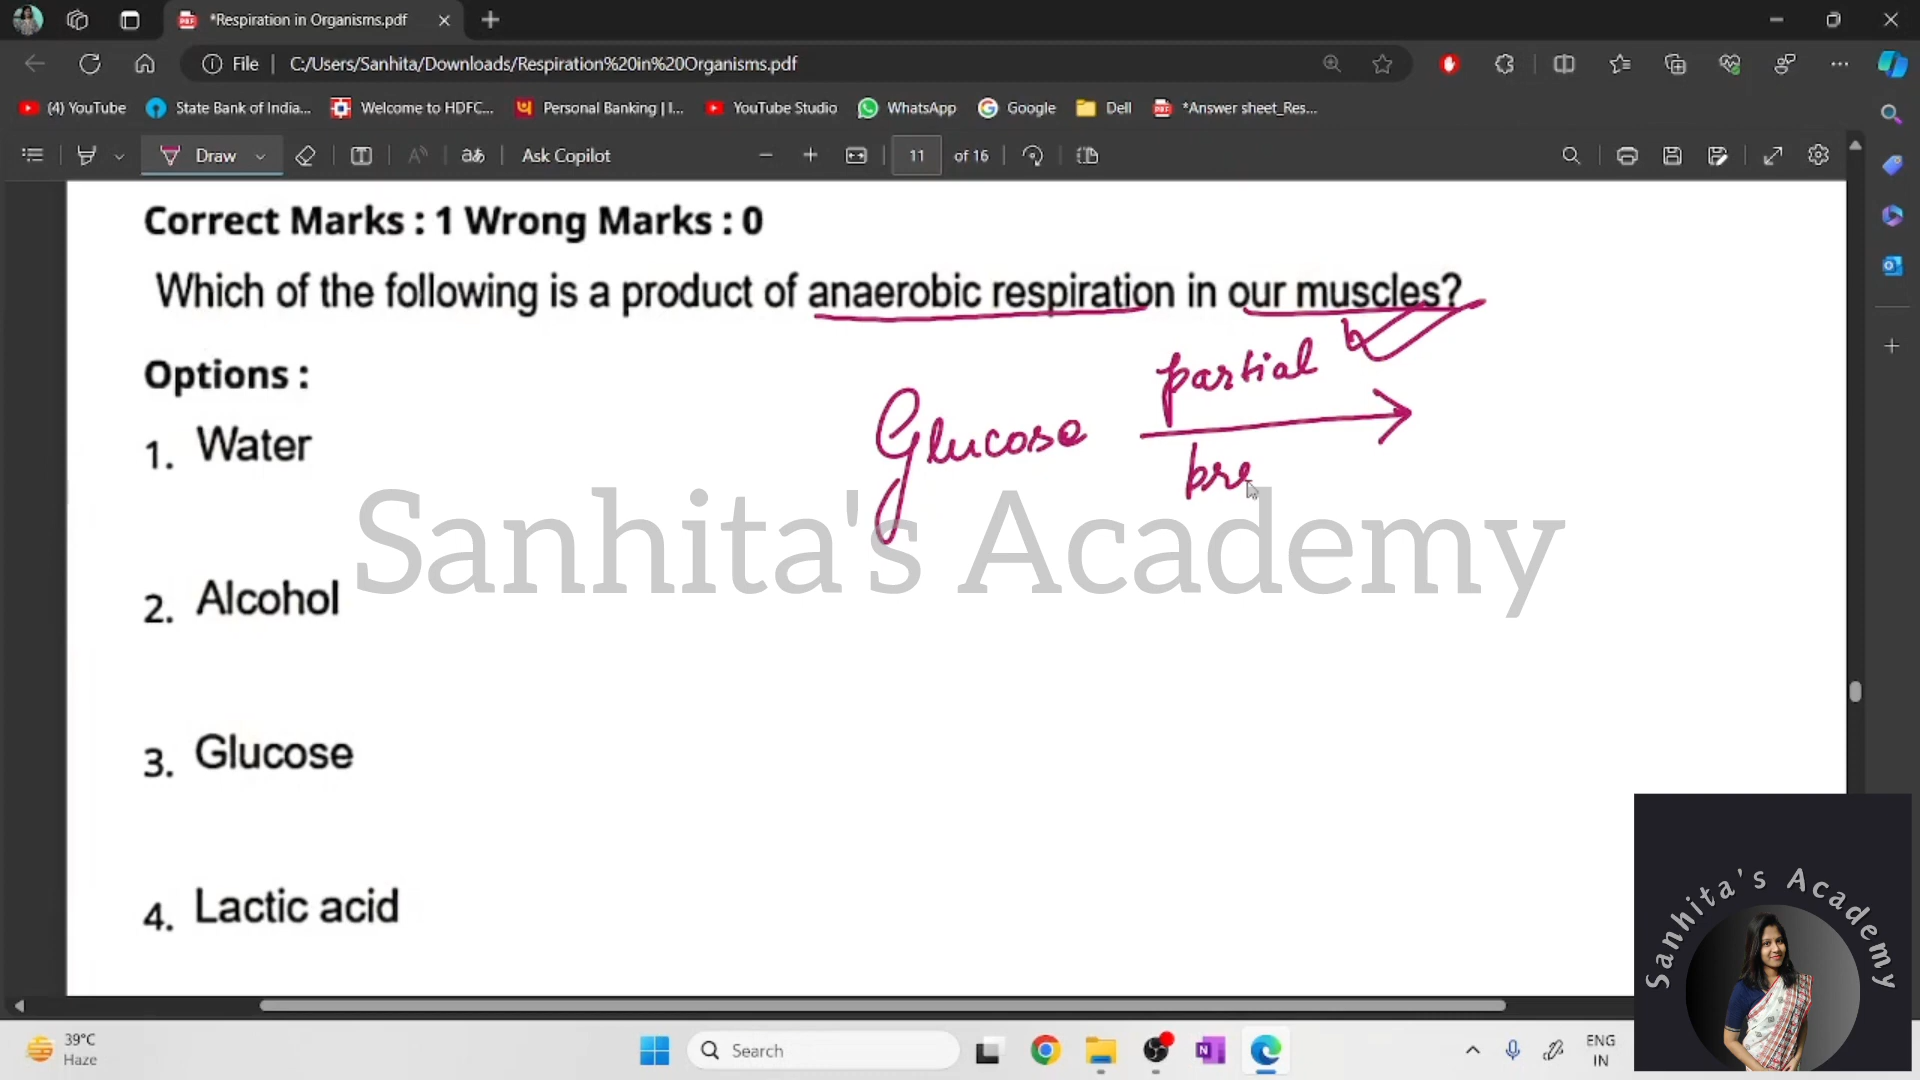 *Respiration in Organisms.pdf
File C:/Users/Sanhita/Downloads/Respiration%20in%20Organisms.pdf
(4) YouTube State Bank of India... Welcome to HDFC... Personal Banking | I... YouTube Studio WhatsApp Google Dell *Answer sheet_Res...
Draw Ask Copilot 11 of 16
Correct Marks : 1 Wrong Marks : 0
Which of the following is a product of anaerobic respiration in our muscles?
Options :
partial
Glucose
bre
1. Water
Sanhita's Academy
2. Alcohol
3. Glucose
4. Lactic acid
Sanhita's Academy
39°C
Haze
Search
ENG
IN